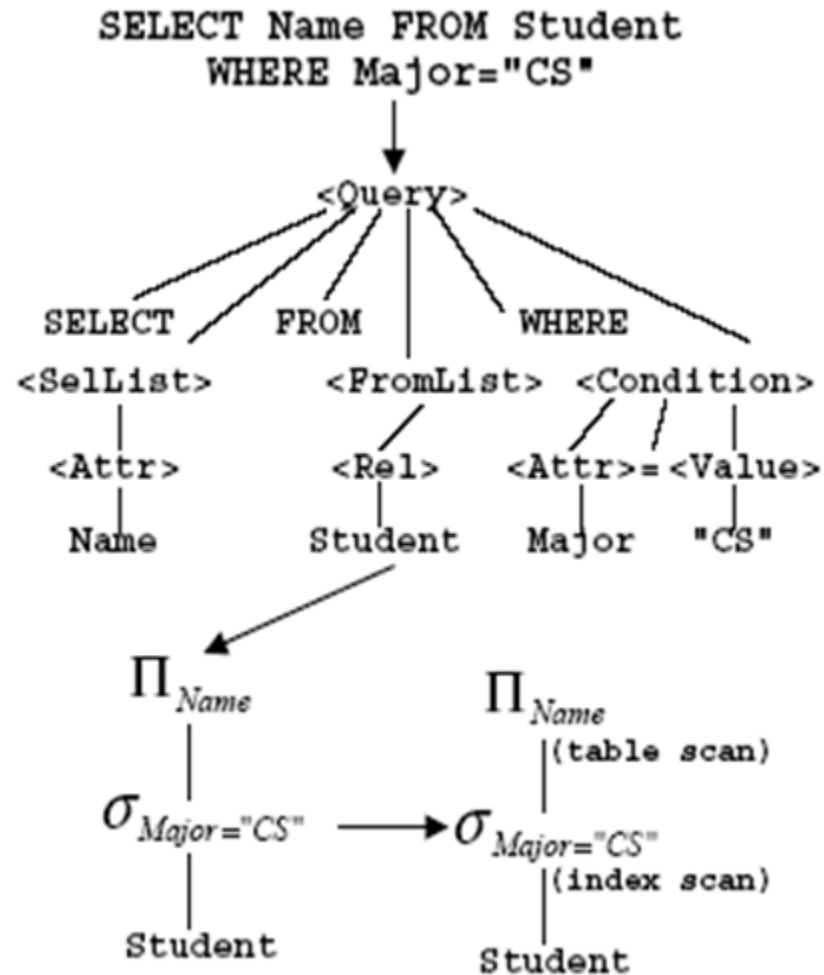 SELECT Name FROM Student
WHERE Major="CS"
<Query>
SELECT FROM WHERE
<SelList> <FromList> <Condition>
<Attr> <Rel> <Attr>=<Value>
Name Student Major "CS"
Π Name Π Name
(table scan)
σ Major="CS" σ Major="CS"
(index scan)
Student Student